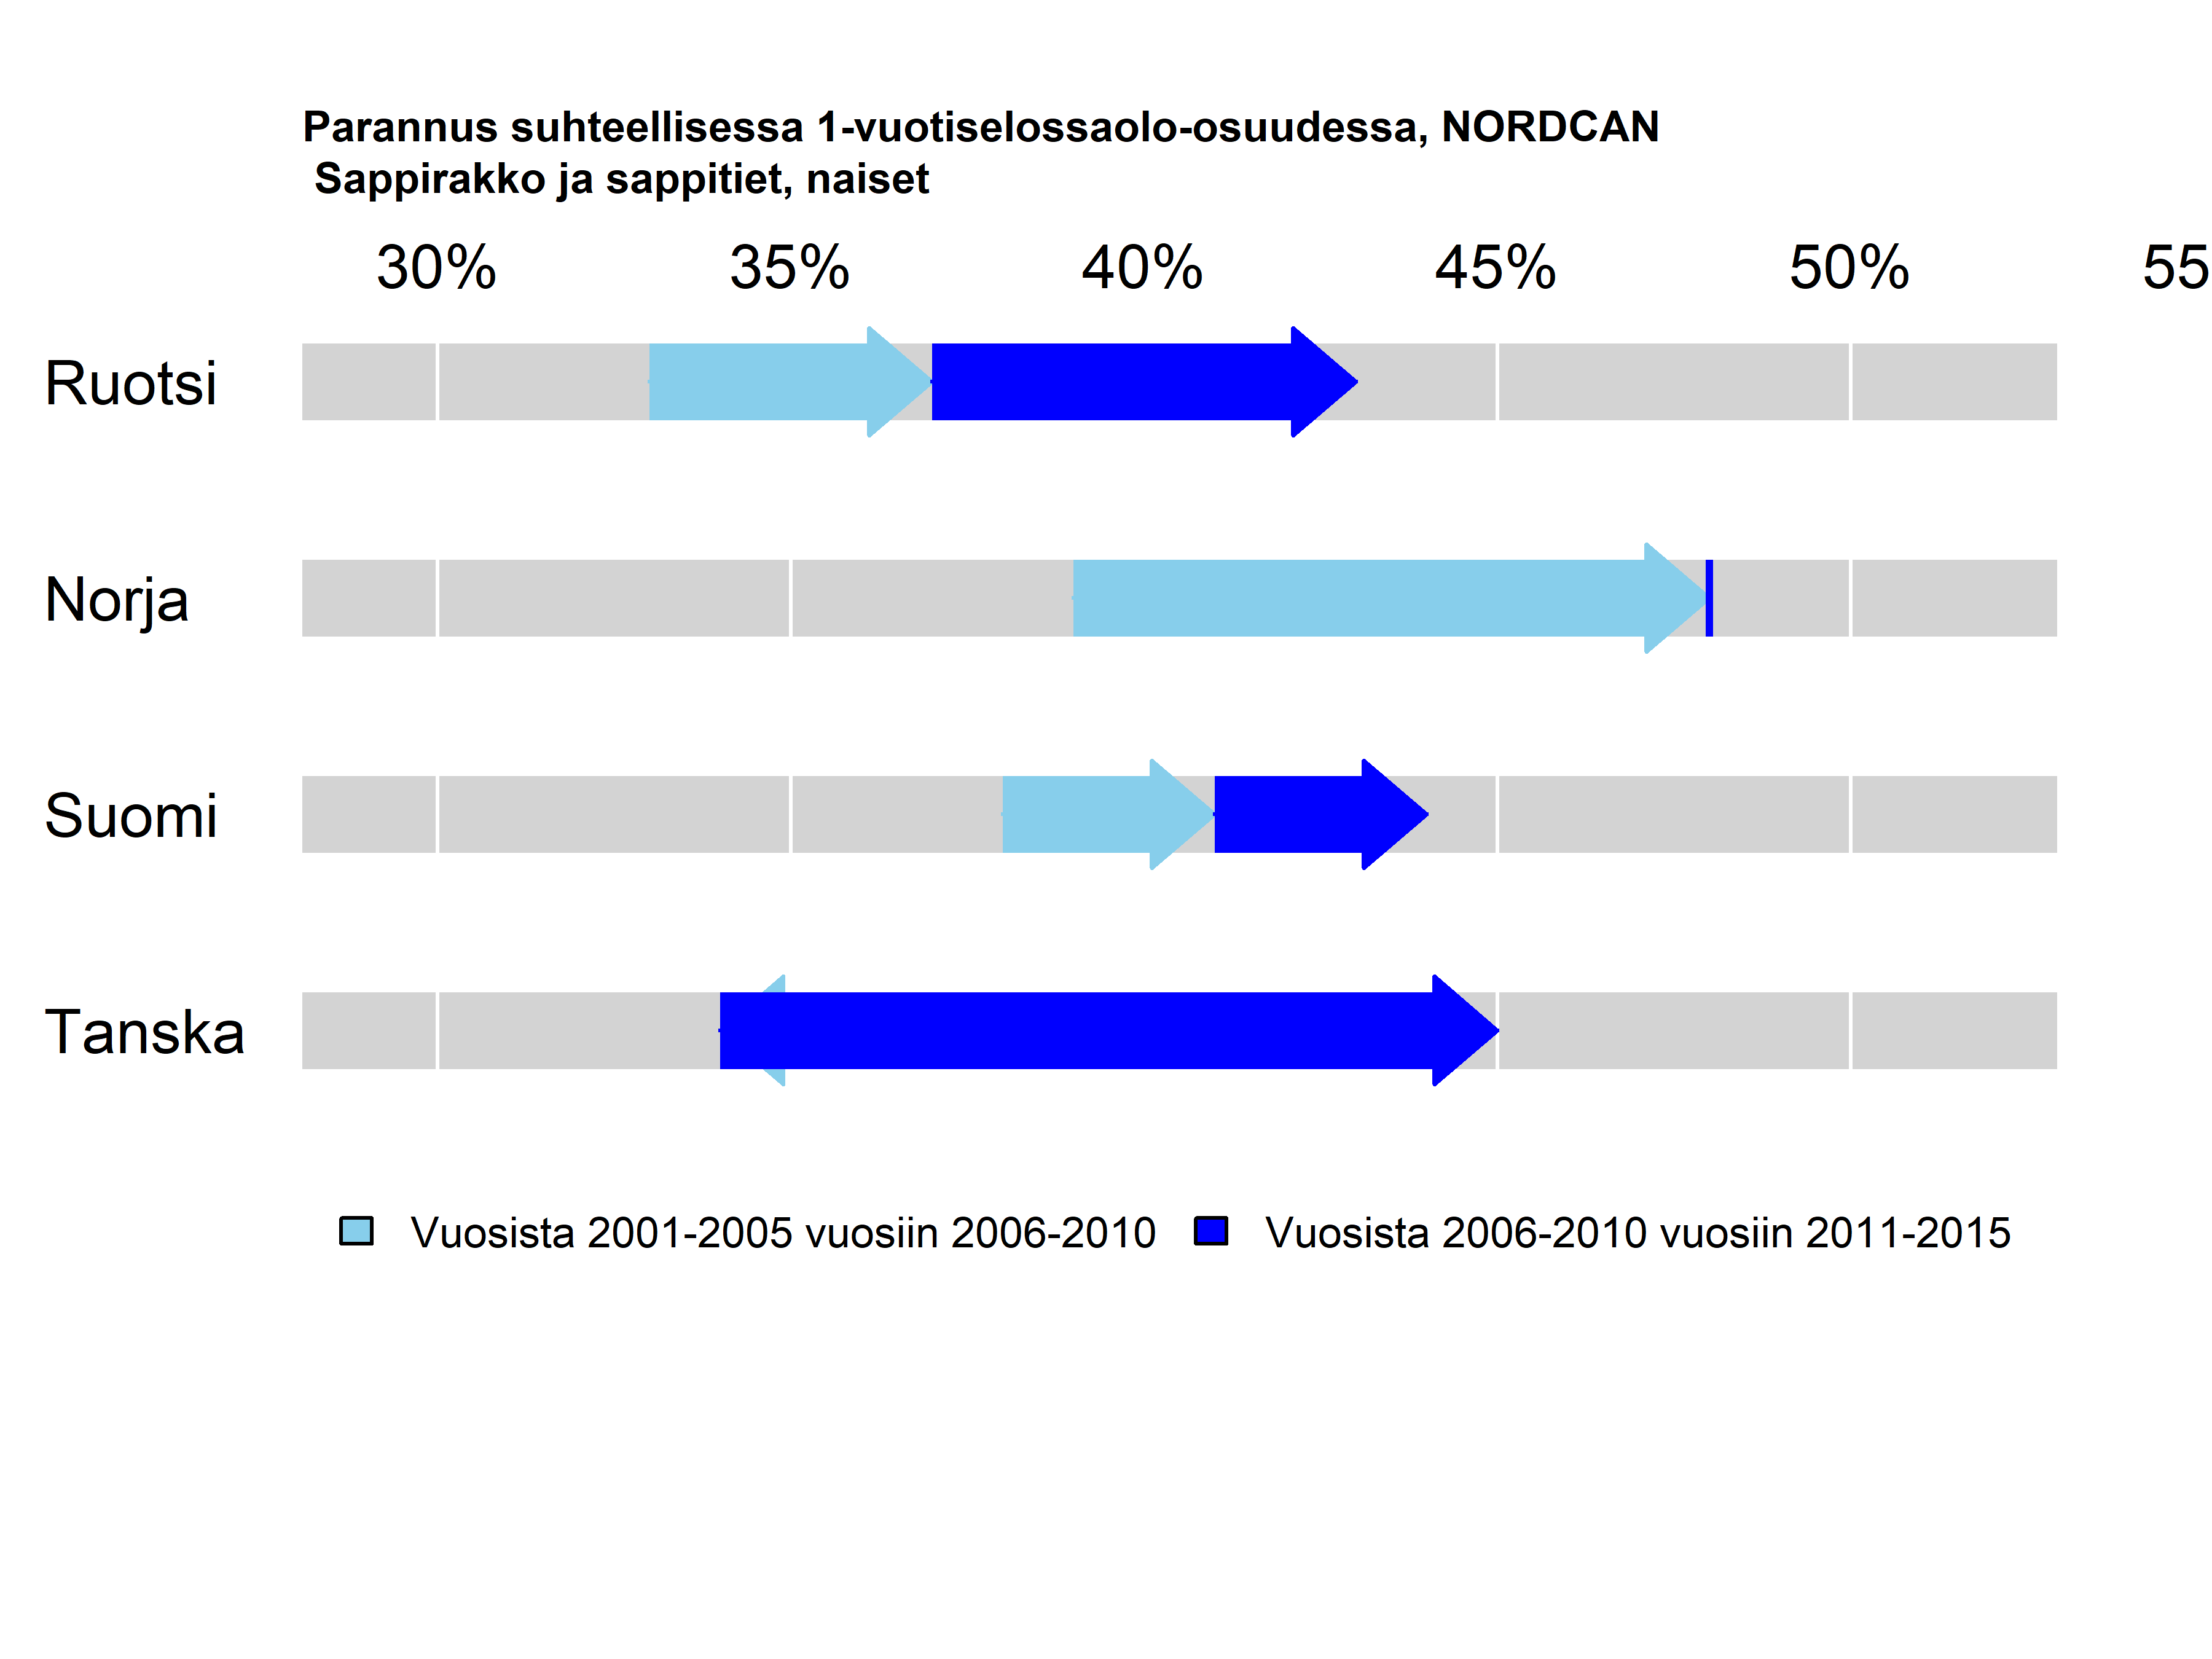 Parannus suhteellisessa 1-vuotiselossaolo-osuudessa, NORDCAN
Sappirakko ja sappitiet, naiset
30% 35% 40% 45% 50% 55
Ruotsi
Norja
Suomi
Tanska
Vuosista 2001-2005 vuosiin 2006-2010 Vuosista 2006-2010 vuosiin 2011-2015